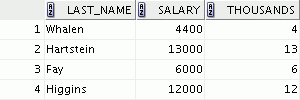 LAST_NAME SALARY THOUSANDS
1 Whalen 4400 4
2 Hartstein 13000 13
3 Fay 6000 6
4 Higgins 12000 12